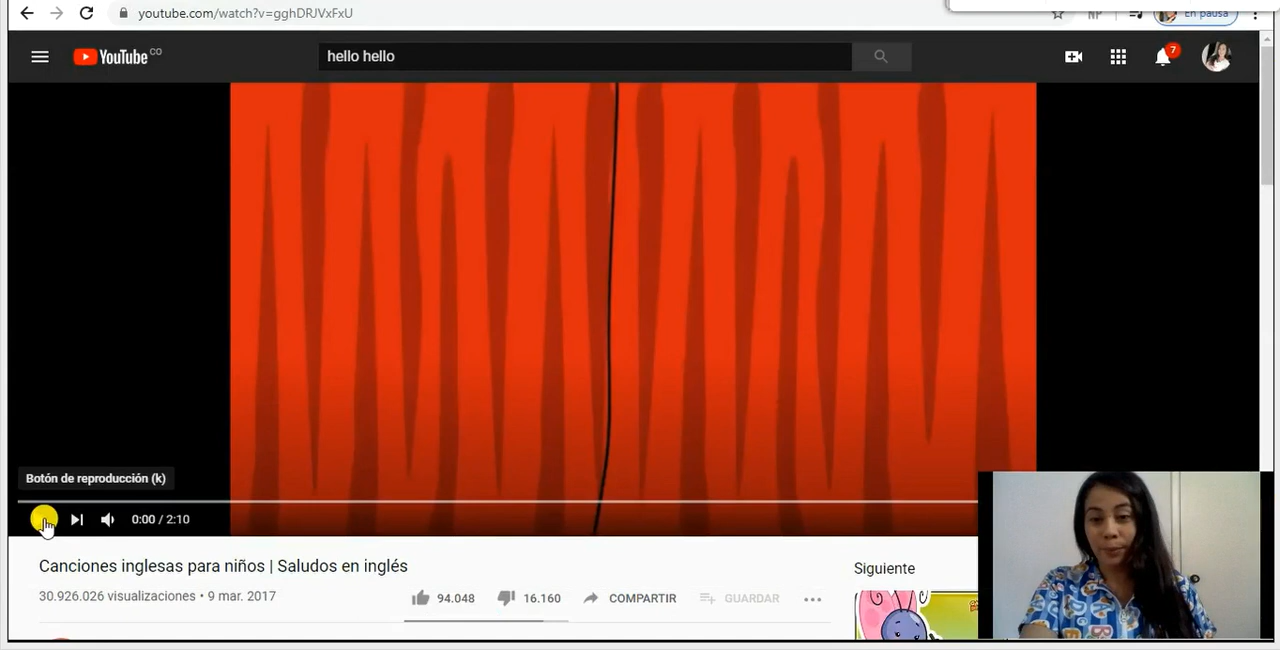 youtube.com/watch?v=gghDRJVxFxU
NP
En pausa
YouTube CO
hello hello
7
Botón de reproducción (k)
0:00 / 2:10
Canciones inglesas para niños | Saludos en inglés
30.926.026 visualizaciones • 9 mar. 2017
94.048
16.160
COMPARTIR
GUARDAR
Siguiente